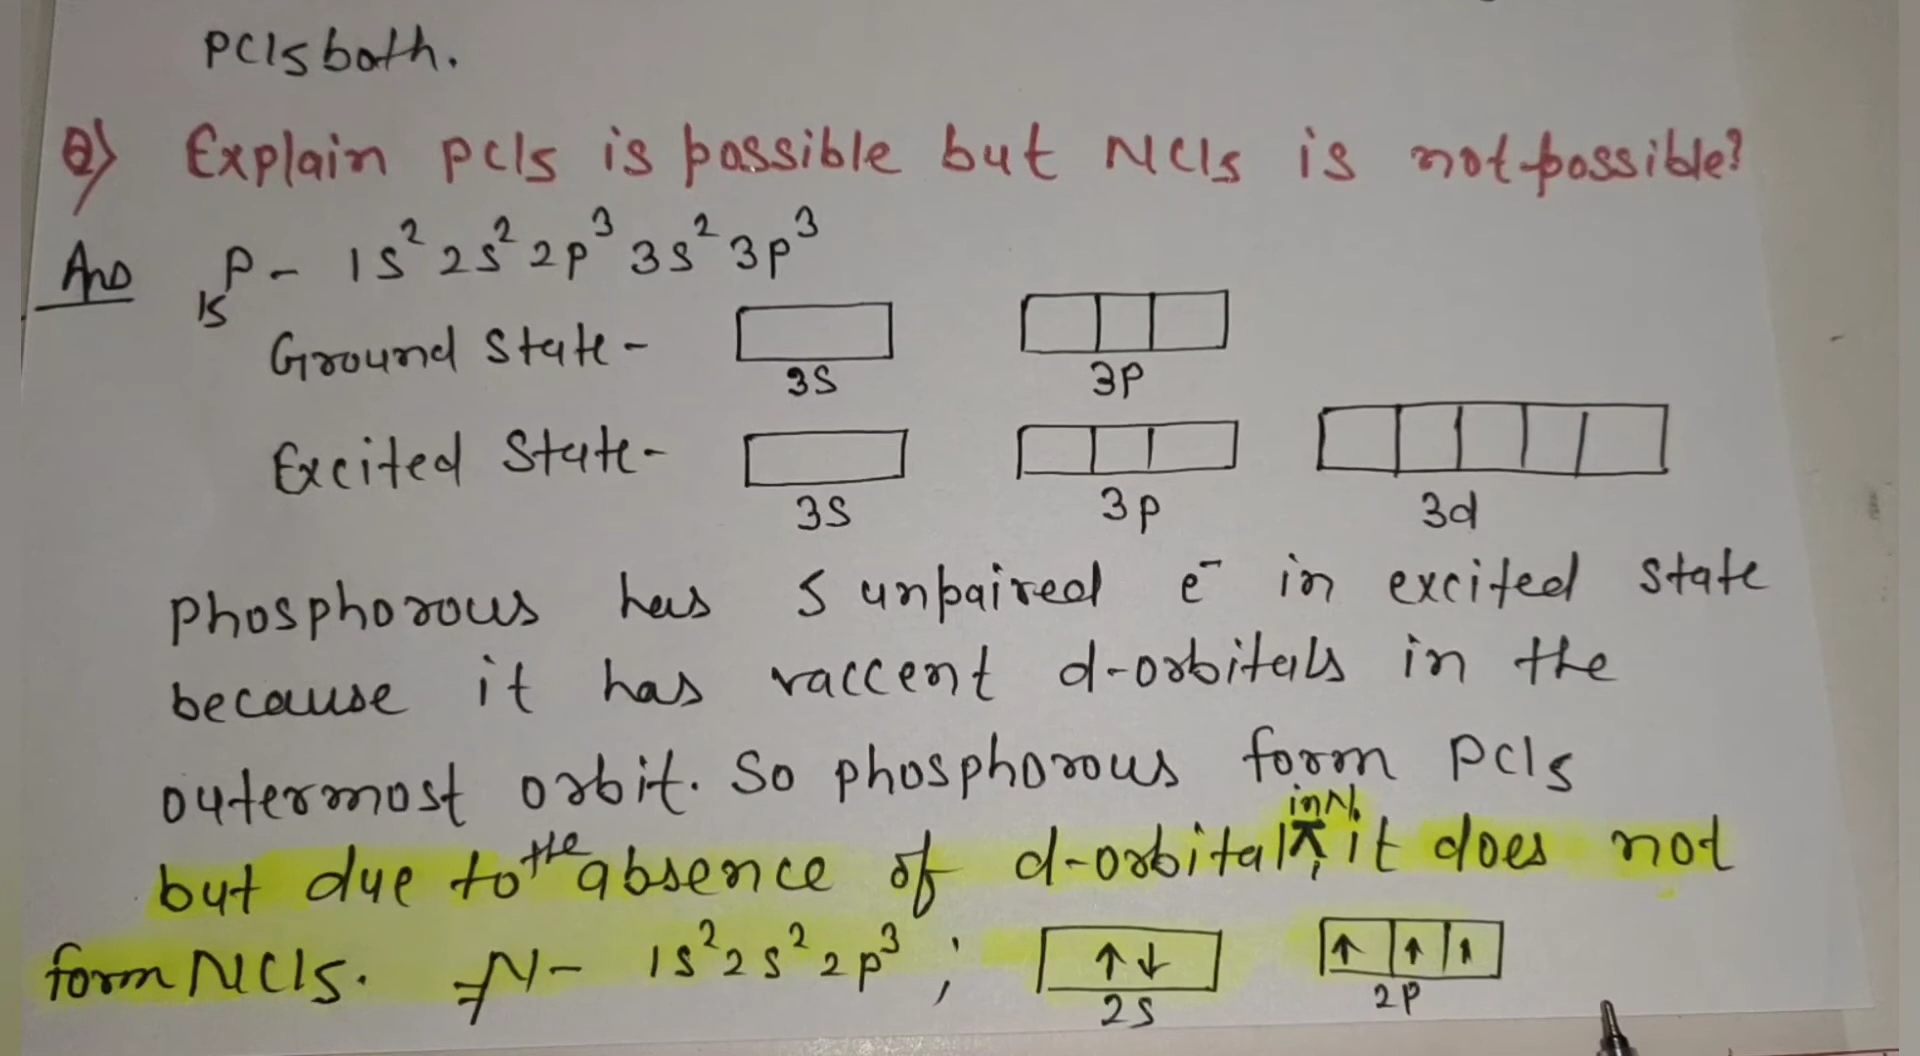 PCl5 both.
Q) Explain PCl5 is possible but NCl5 is not possible?
Ans 15P - 1s² 2s² 2p³ 3s² 3p³
Ground State -
3s 3p
Excited State -
3s 3p 3d
phosphorous has 5 unpaired e⁻ in excited state
because it has vaccent d-orbitals in the
outermost orbit. So phosphorous form PCl5
but due to the absence of d-orbital in N, it does not
form NCl5. 7N - 1s² 2s² 2p³ ; ↑↓ ↑ ↑ ↑
2s 2p